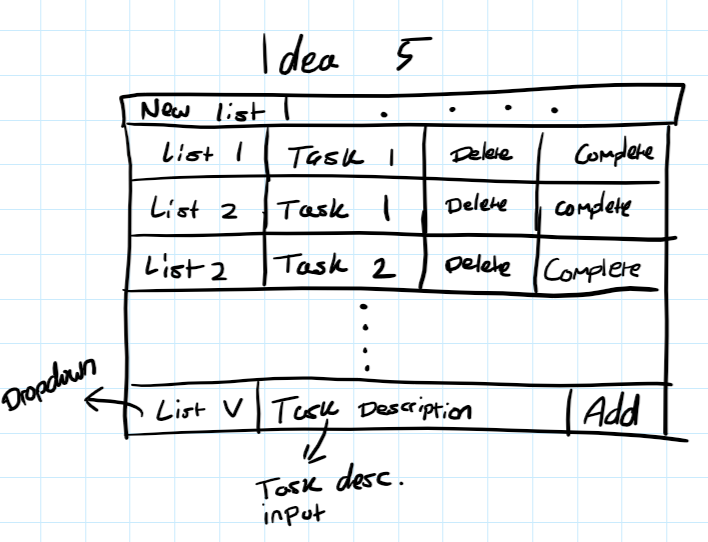 Idea 5
New list
List 1 Task 1 Delete Complete
List 2 Task 1 Delete complete
List 2 Task 2 Delete Complete
Dropdown
List V Task Description Add
Task desc.
input